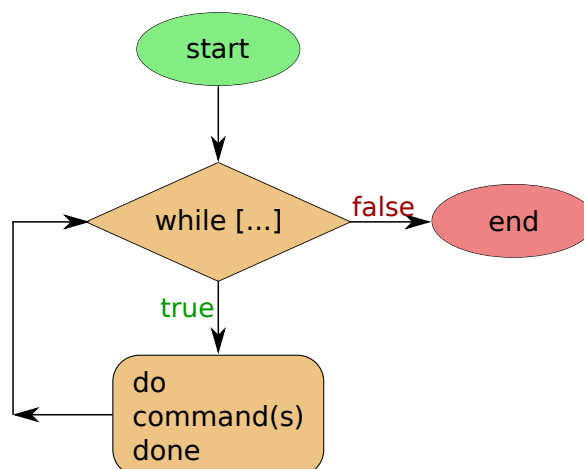 start
while [...]
false
end
true
do
command(s)
done